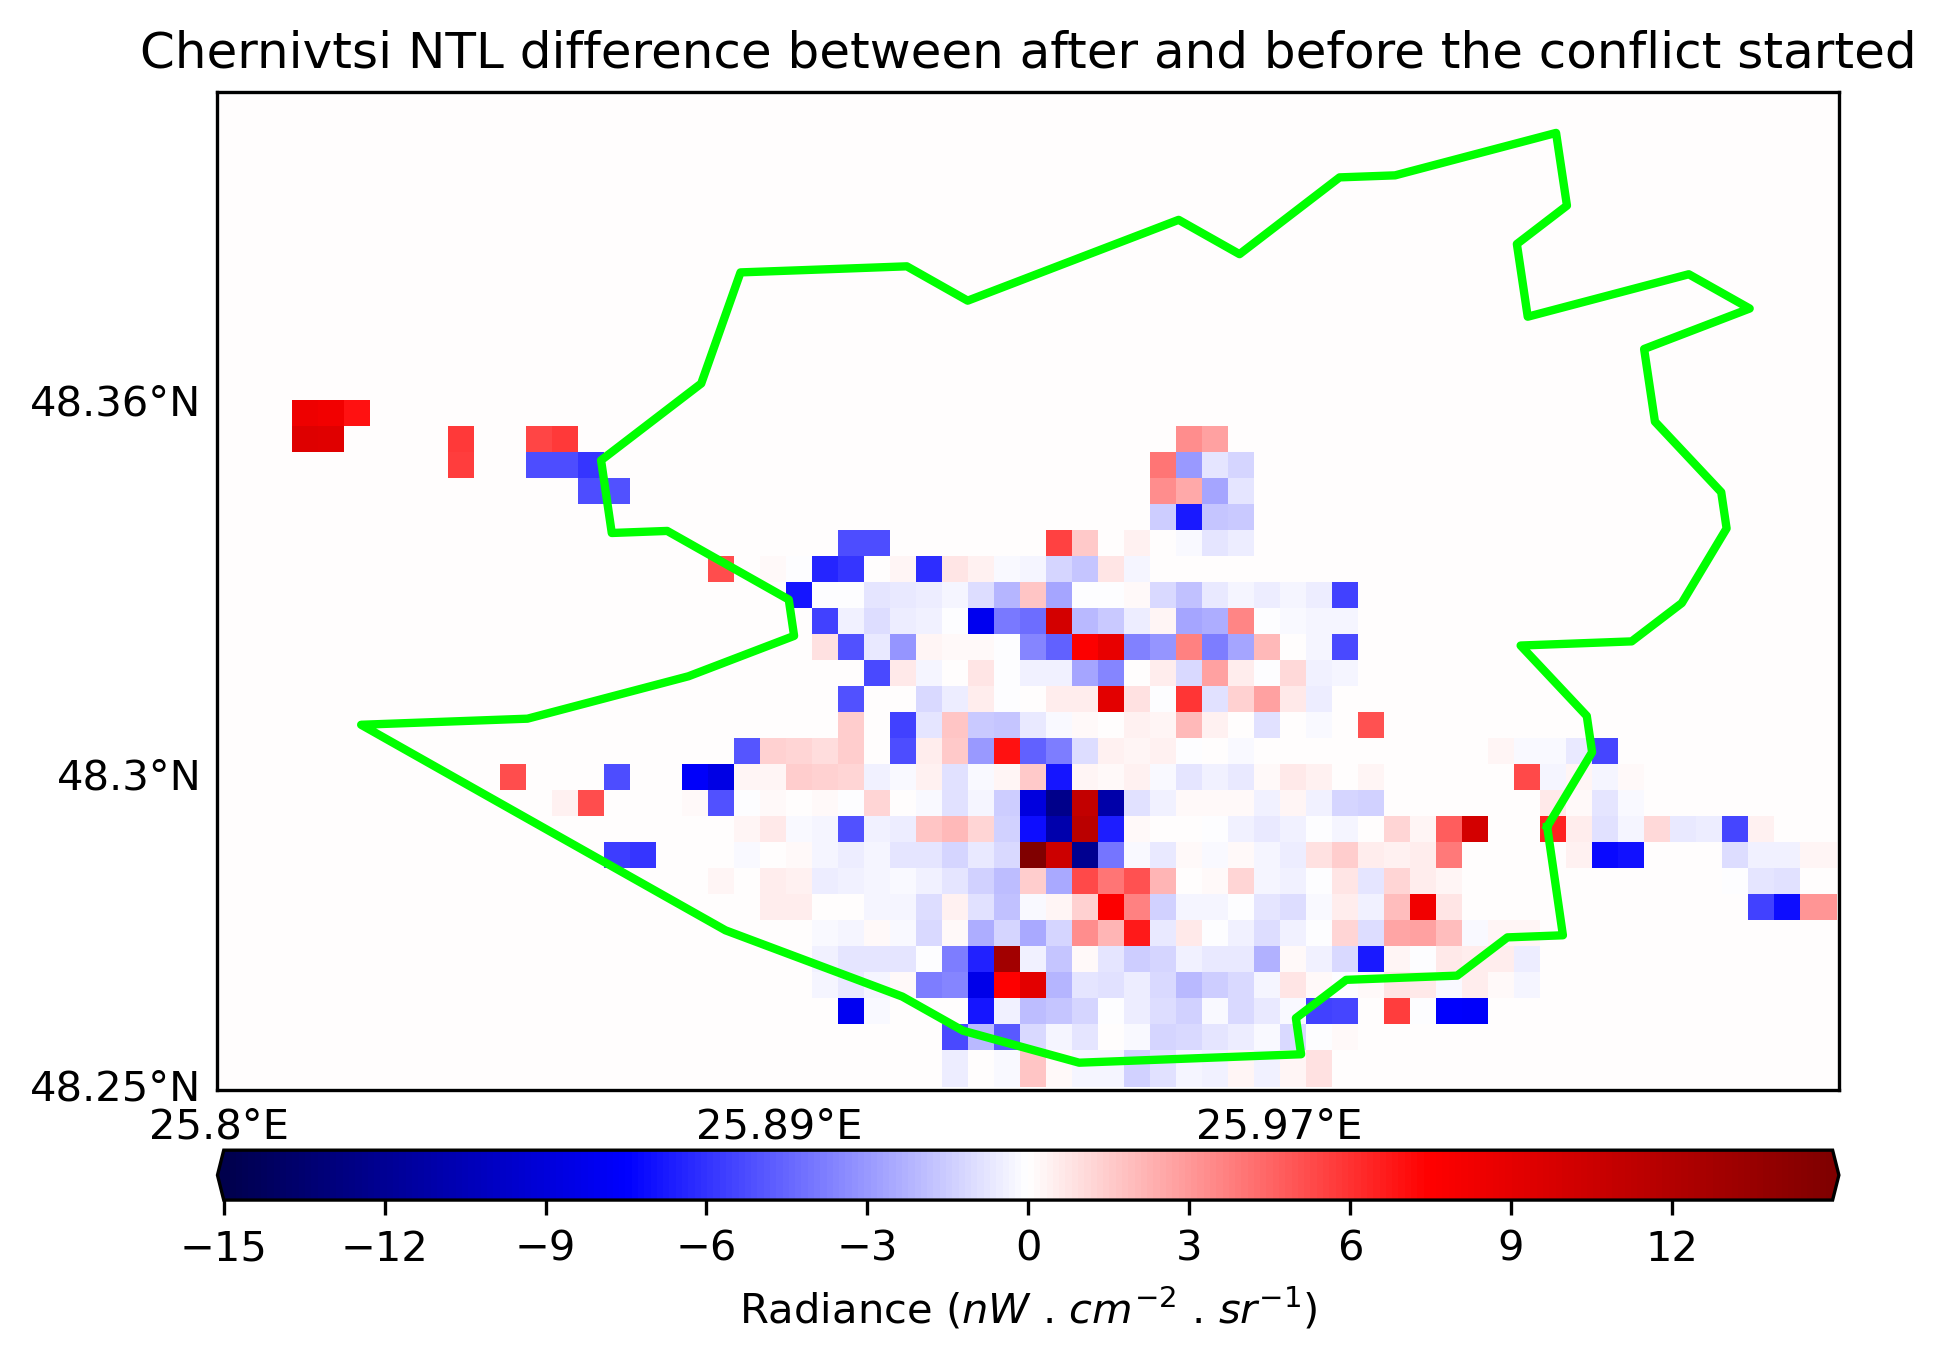 Chernivtsi NTL difference between after and before the conflict started
48.36°N
48.3°N
48.25°N
25.8°E 25.89°E 25.97°E
−15 −12 −9 −6 −3 0 3 6 9 12
Radiance (nW . cm⁻² . sr⁻¹)